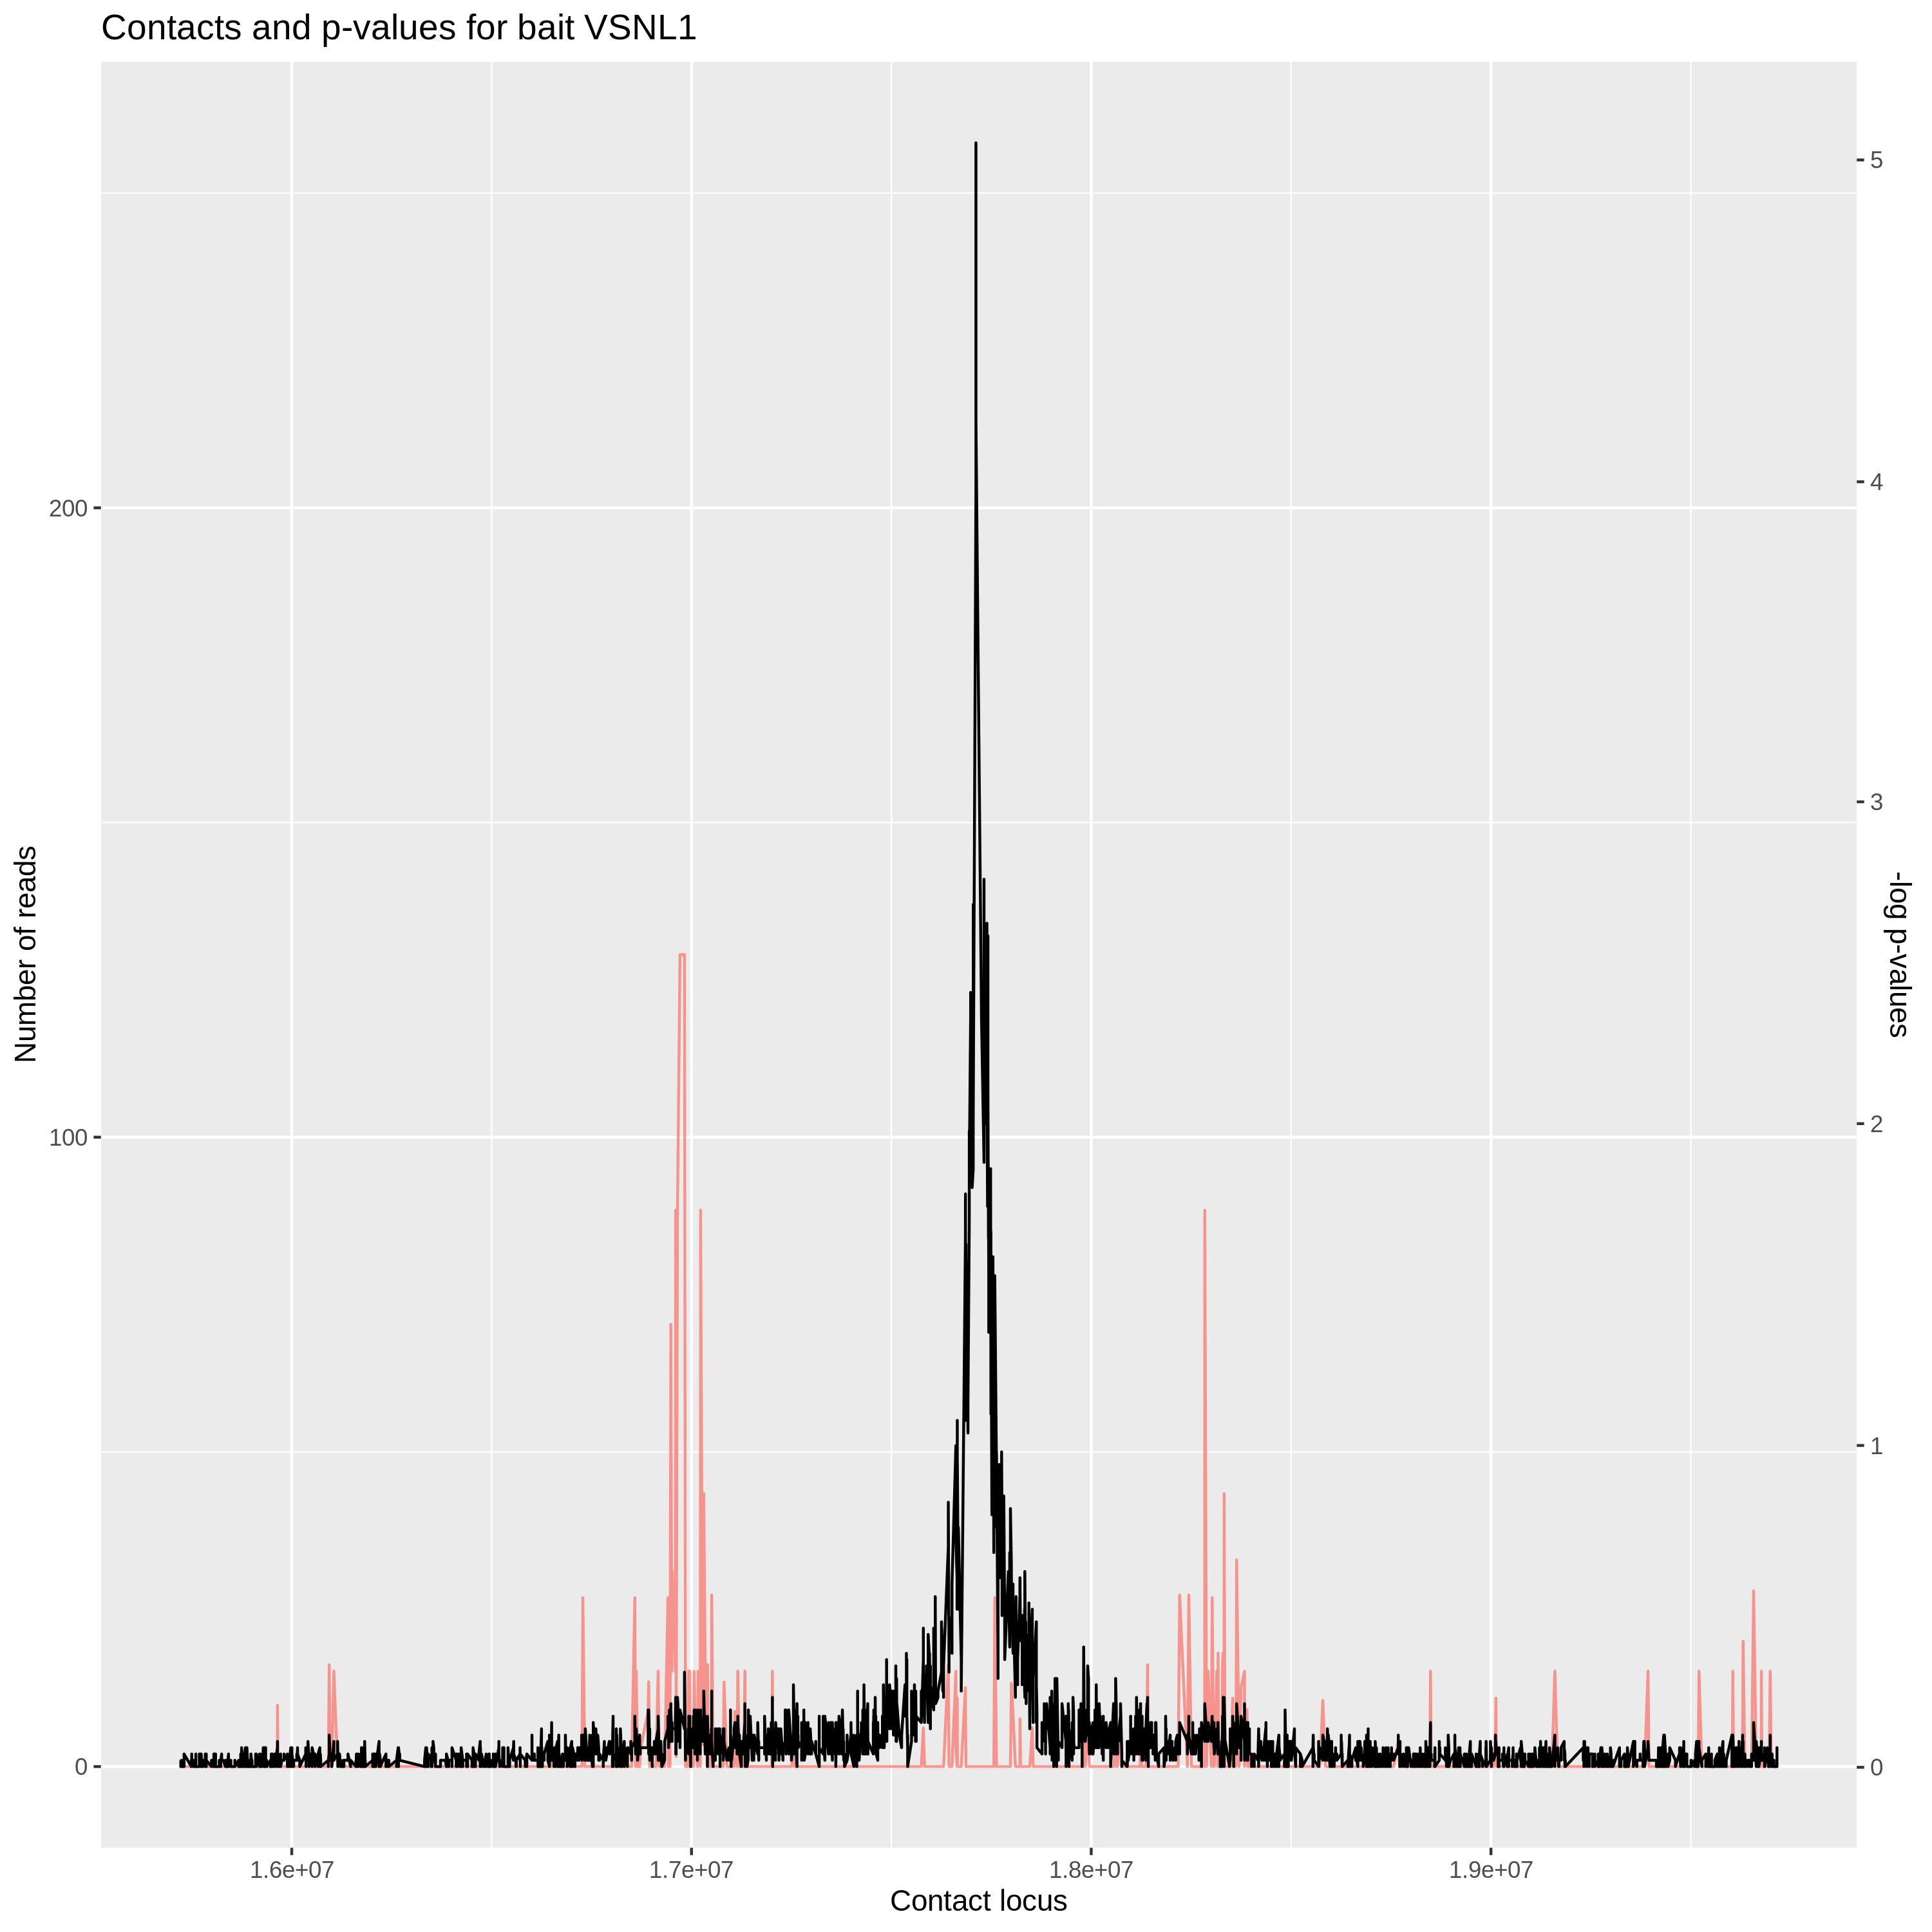 Contacts and p-values for bait VSNL1
Number of reads
200
100
0
5
4
3
2
1
0
-log p-values
1.6e+07
1.7e+07
1.8e+07
1.9e+07
Contact locus